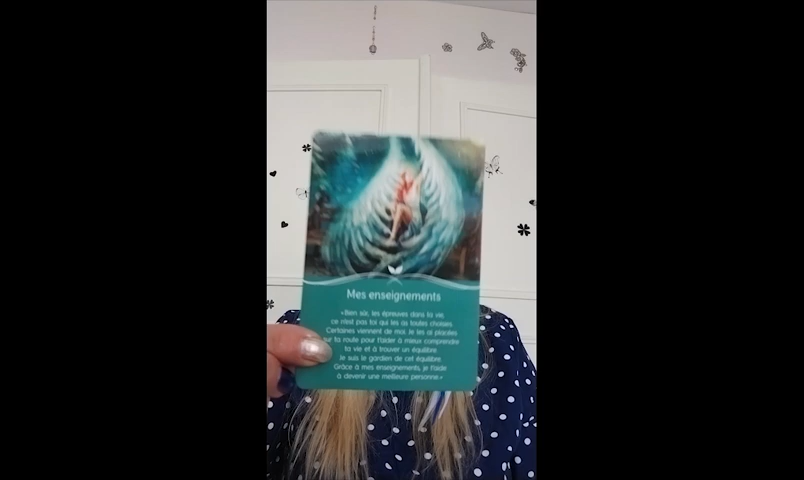 Mes enseignements
«Bien sûr, les épreuves dans ta vie,
ce n'est pas toi qui les as toutes choisies
Certaines viennent de moi. Je les ai placées
sur ta route pour t'aider à mieux comprendre
ta vie et à trouver un équilibre
Je suis le gardien de cet équilibre
Grâce à mes enseignements, je t'aide
à devenir une meilleure personne.»